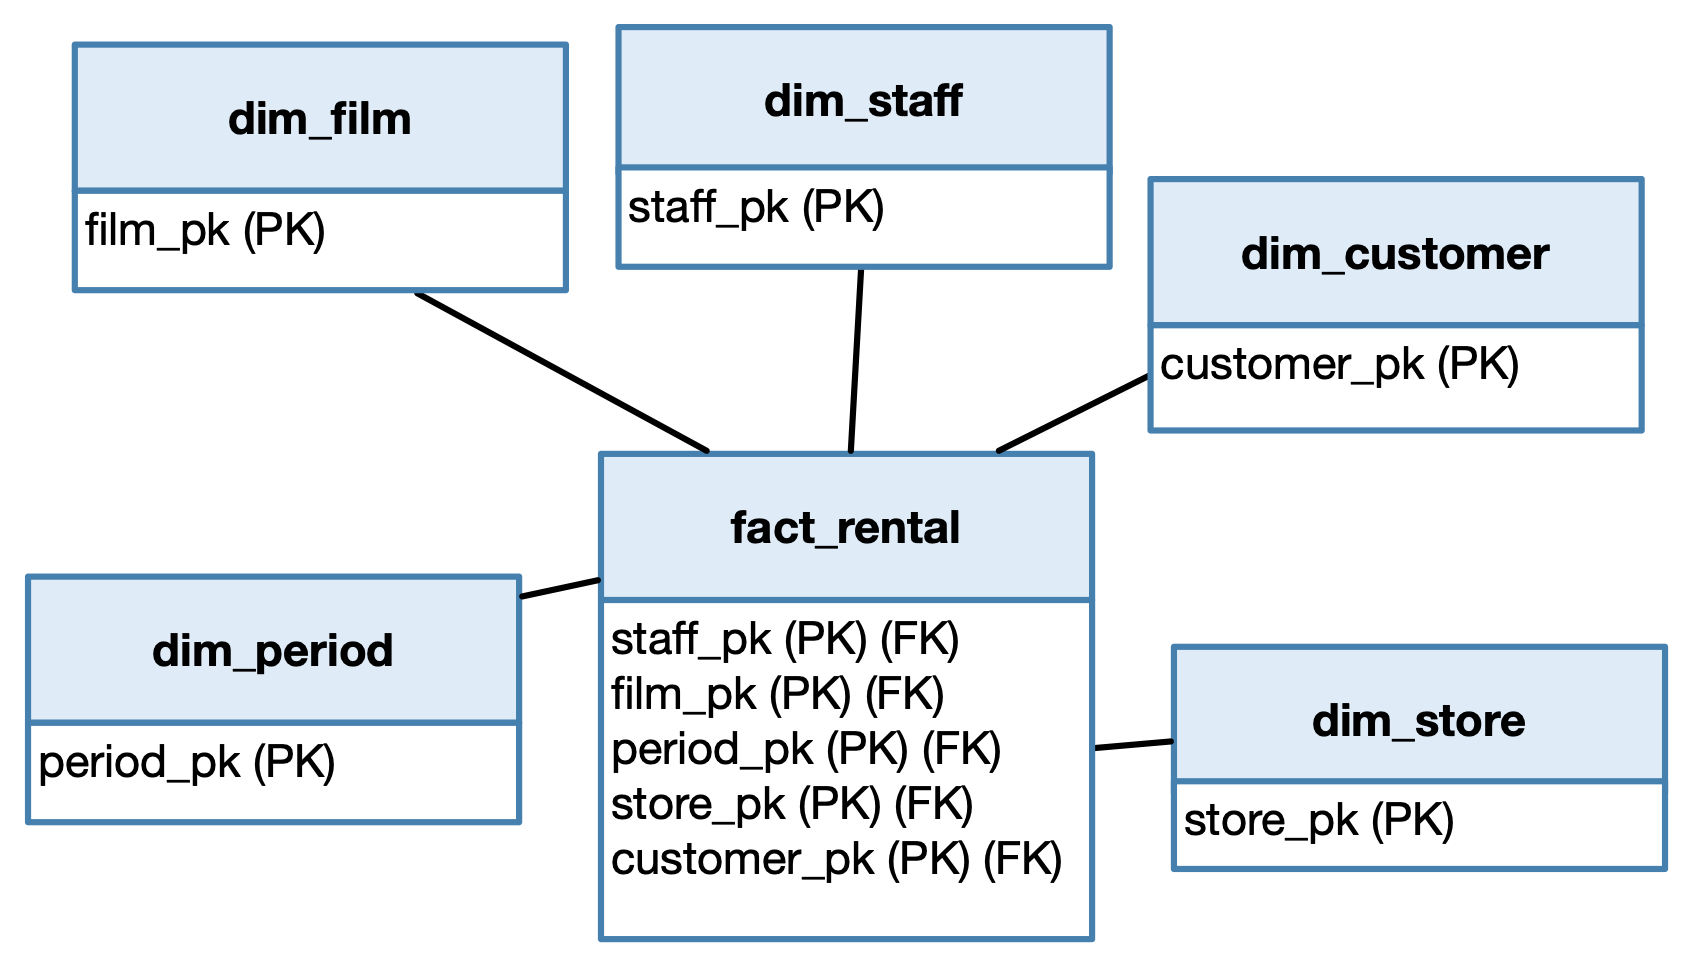 dim_film
film_pk (PK)
dim_staff
staff_pk (PK)
dim_customer
customer_pk (PK)
fact_rental
staff_pk (PK) (FK)
film_pk (PK) (FK)
period_pk (PK) (FK)
store_pk (PK) (FK)
customer_pk (PK) (FK)
dim_period
period_pk (PK)
dim_store
store_pk (PK)